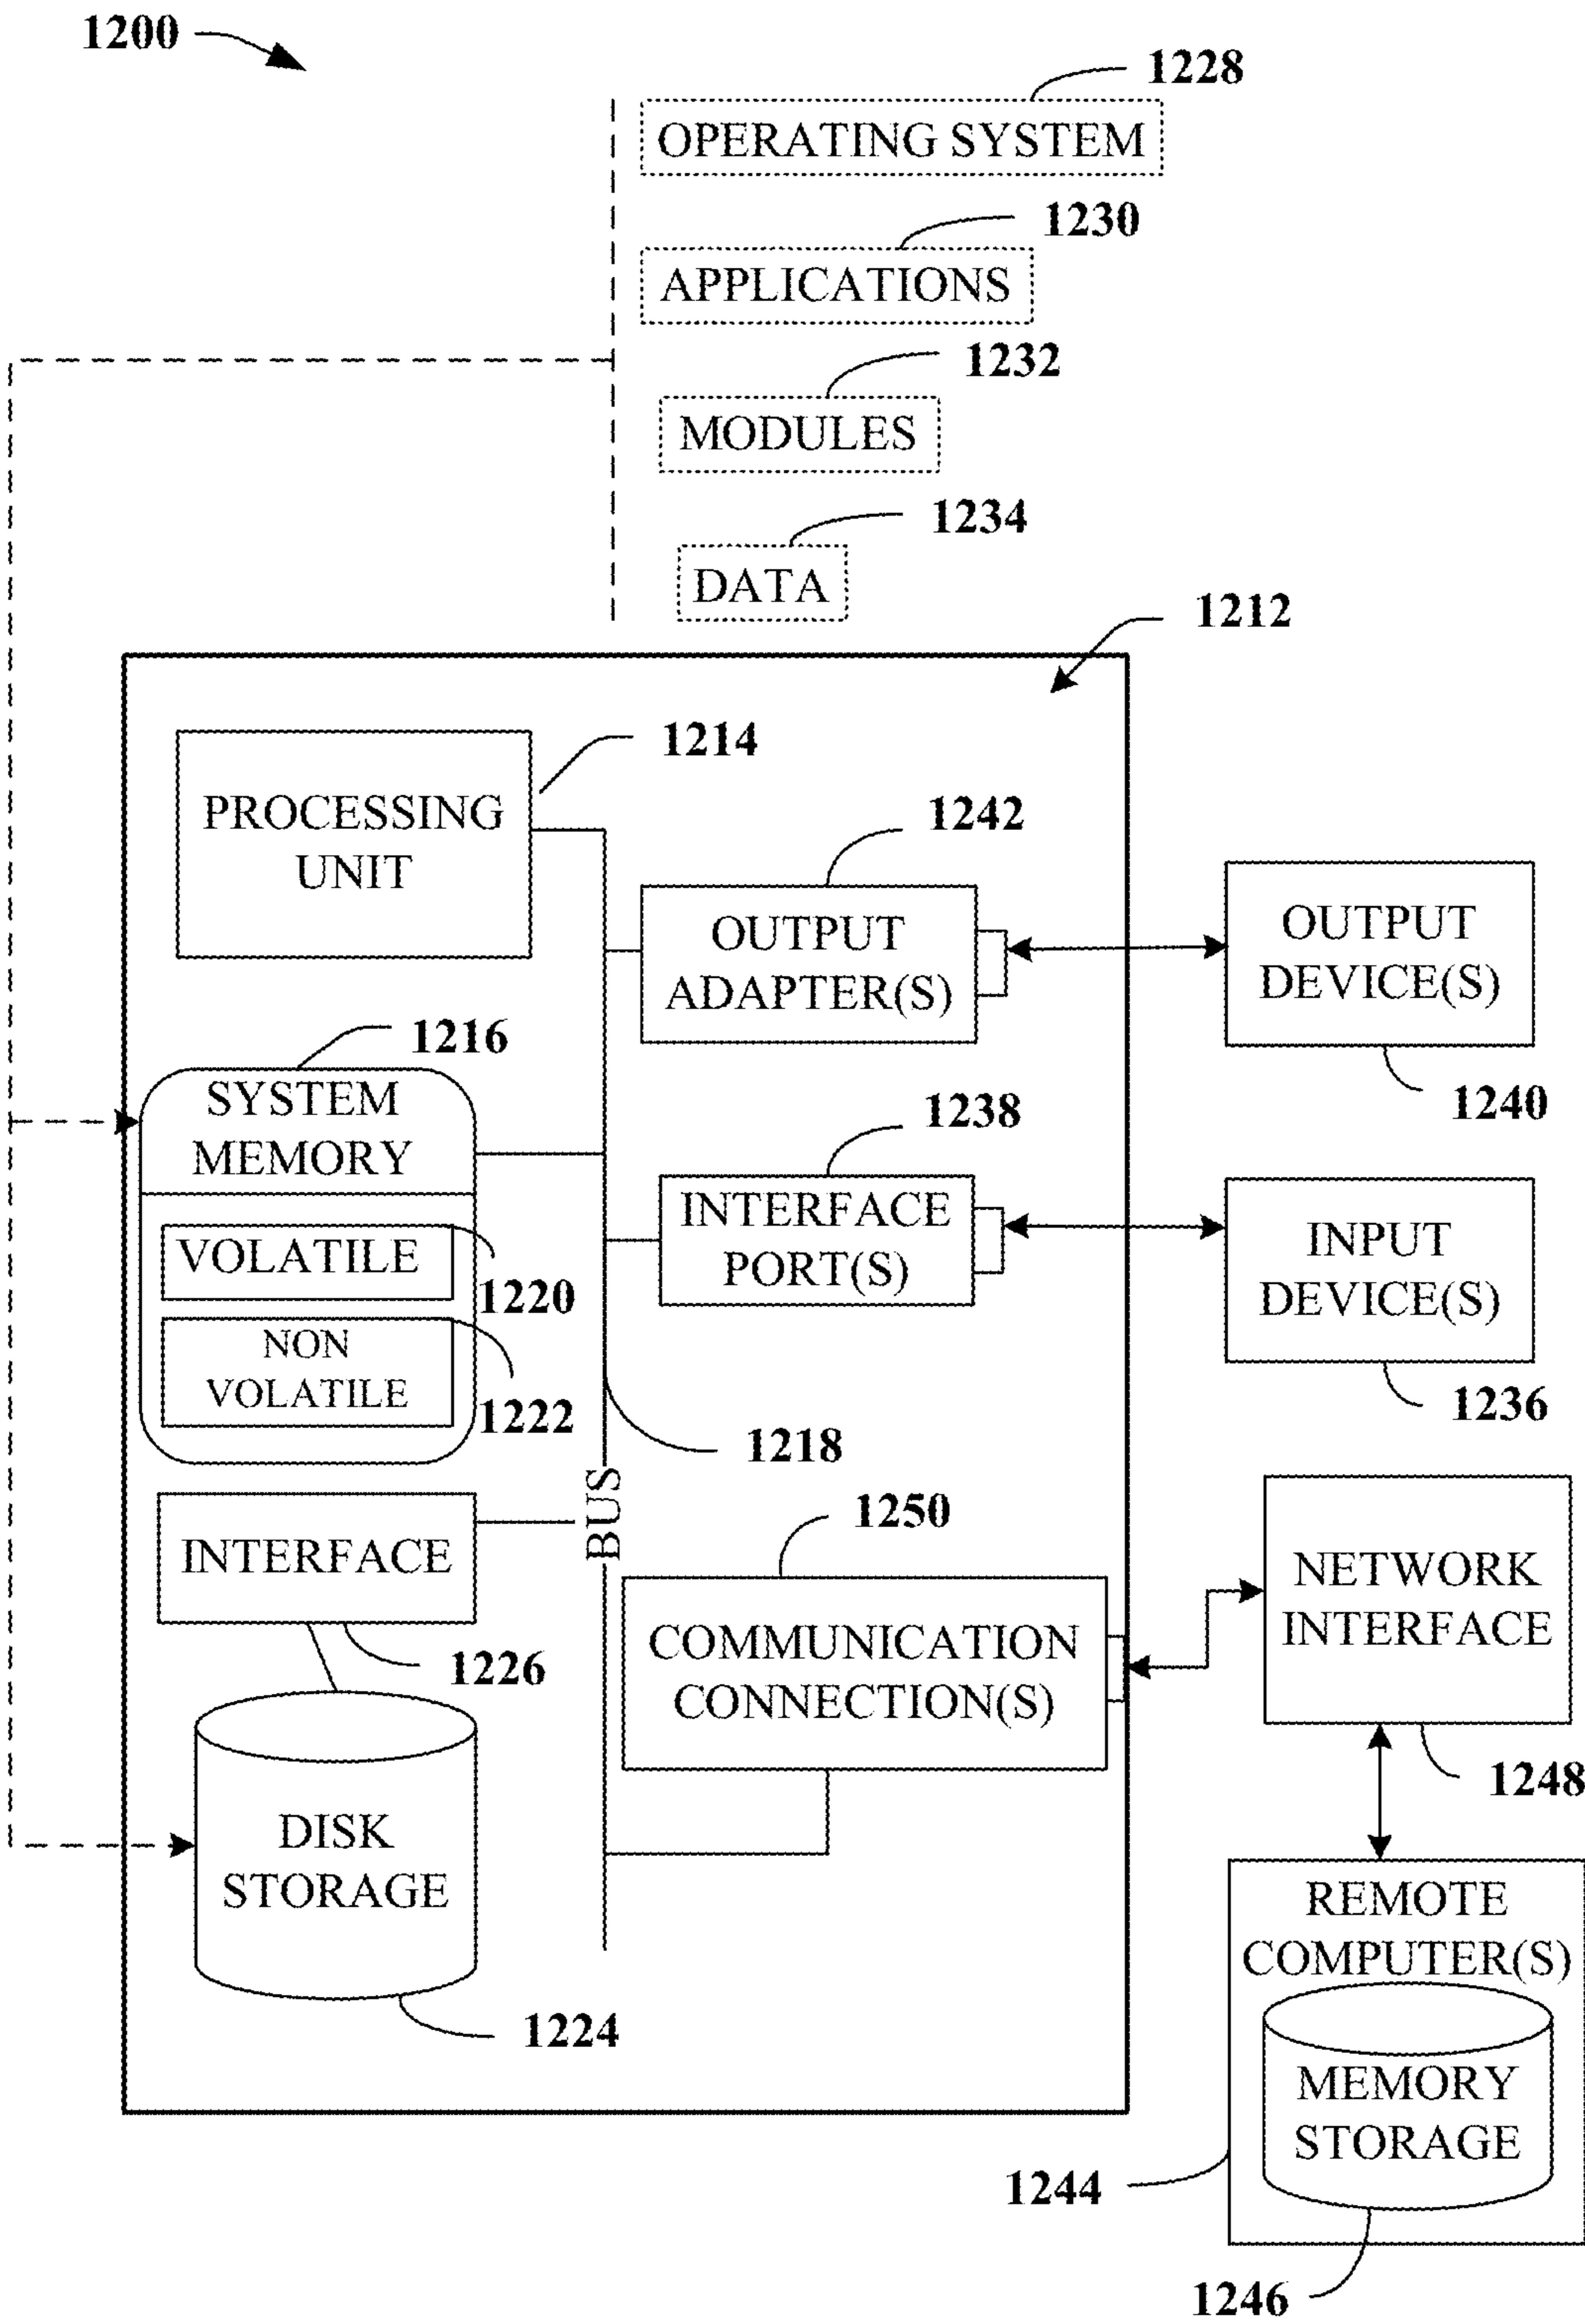 1200
1228
OPERATING SYSTEM
1230
APPLICATIONS
1232
MODULES
1234
DATA
1212
1214
PROCESSING
UNIT
1242
OUTPUT
ADAPTER(S)
OUTPUT
DEVICE(S)
1240
1216
SYSTEM
MEMORY
VOLATILE
1220
NON
VOLATILE
1222
1238
INTERFACE
PORT(S)
INPUT
DEVICE(S)
1236
1218
BUS
INTERFACE
1226
1250
COMMUNICATION
CONNECTION(S)
NETWORK
INTERFACE
1248
DISK
STORAGE
1224
REMOTE
COMPUTER(S)
MEMORY
STORAGE
1244
1246